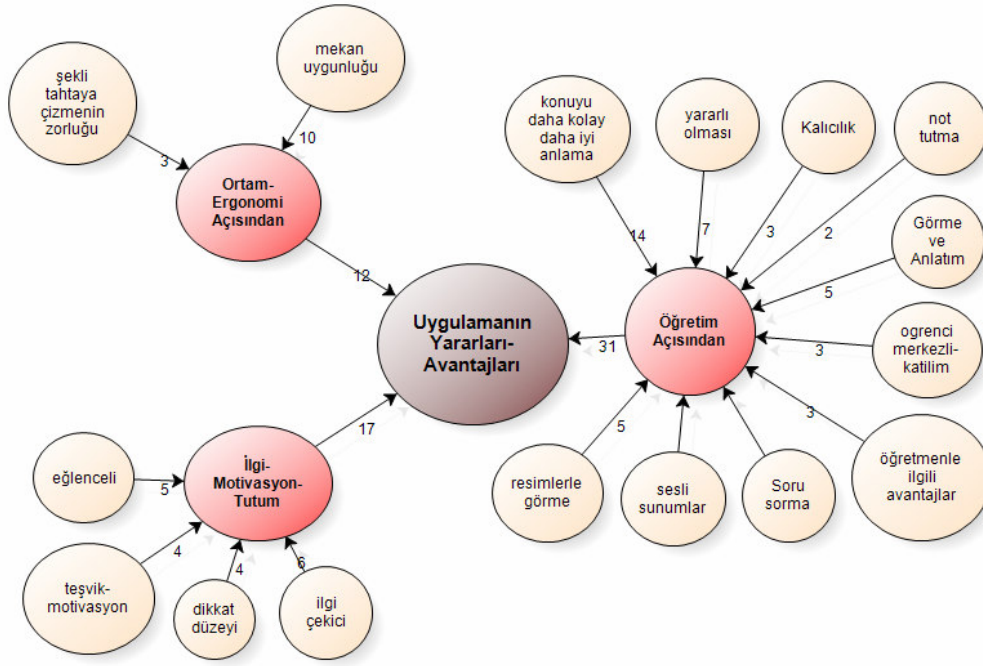 şekli
tahtaya
çizmenin
zorluğu
mekan
uygunluğu
3
10
Ortam-
Ergonomi
Açısından
12
konuyu
daha kolay
daha iyi
anlama
yararlı
olması
Kalıcılık
not
tutma
14
7
3
2
Görme
ve
Anlatım
5
Uygulamanın
Yararları-
Avantajları
31
Öğretim
Açısından
3
ogrenci
merkezli-
katilim
17
5
3
eğlenceli
5
İlgi-
Motivasyon-
Tutum
resimlerle
görme
sesli
sunumlar
Soru
sorma
öğretmenle
ilgili
avantajlar
teşvik-
motivasyon
4
4
6
dikkat
düzeyi
ilgi
çekici